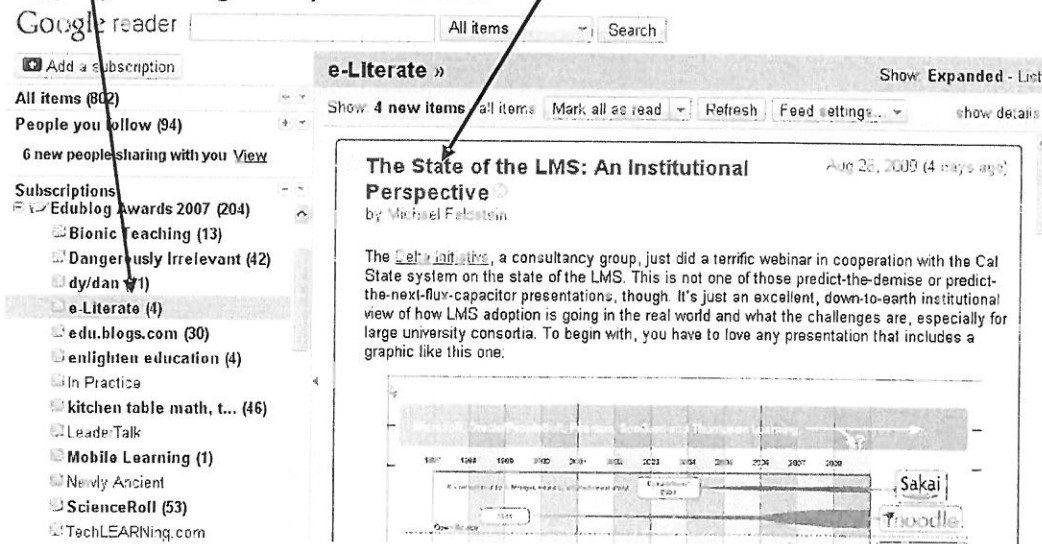 Google reader
All items
Search
Add a subscription
All items (802)
People you follow (94)
6 new people sharing with you View
Subscriptions
Edublog Awards 2007 (204)
Bionic Teaching (13)
Dangerously Irrelevant (42)
dy/dan (1)
e-Literate (4)
edu.blogs.com (30)
enlighten education (4)
In Practice
kitchen table math, t... (46)
LeaderTalk
Mobile Learning (1)
Newly Ancient
ScienceRoll (53)
TechLEARNing.com
e-Literate »
Show: Expanded - List
Show: 4 new items all items Mark all as read Refresh Feed settings... show details
The State of the LMS: An Institutional
Perspective
Aug 2009 (4 days ago)
by Michael Feldstein
The Delta Initiative, a consultancy group, just did a terrific webinar in cooperation with the Cal
State system on the state of the LMS. This is not one of those predict-the-demise or predict-
the-next-flux-capacitor presentations, though. It's just an excellent, down-to-earth institutional
view of how LMS adoption is going in the real world and what the challenges are, especially for
large university consortia. To begin with, you have to love any presentation that includes a
graphic like this one:
Sakai
moodle